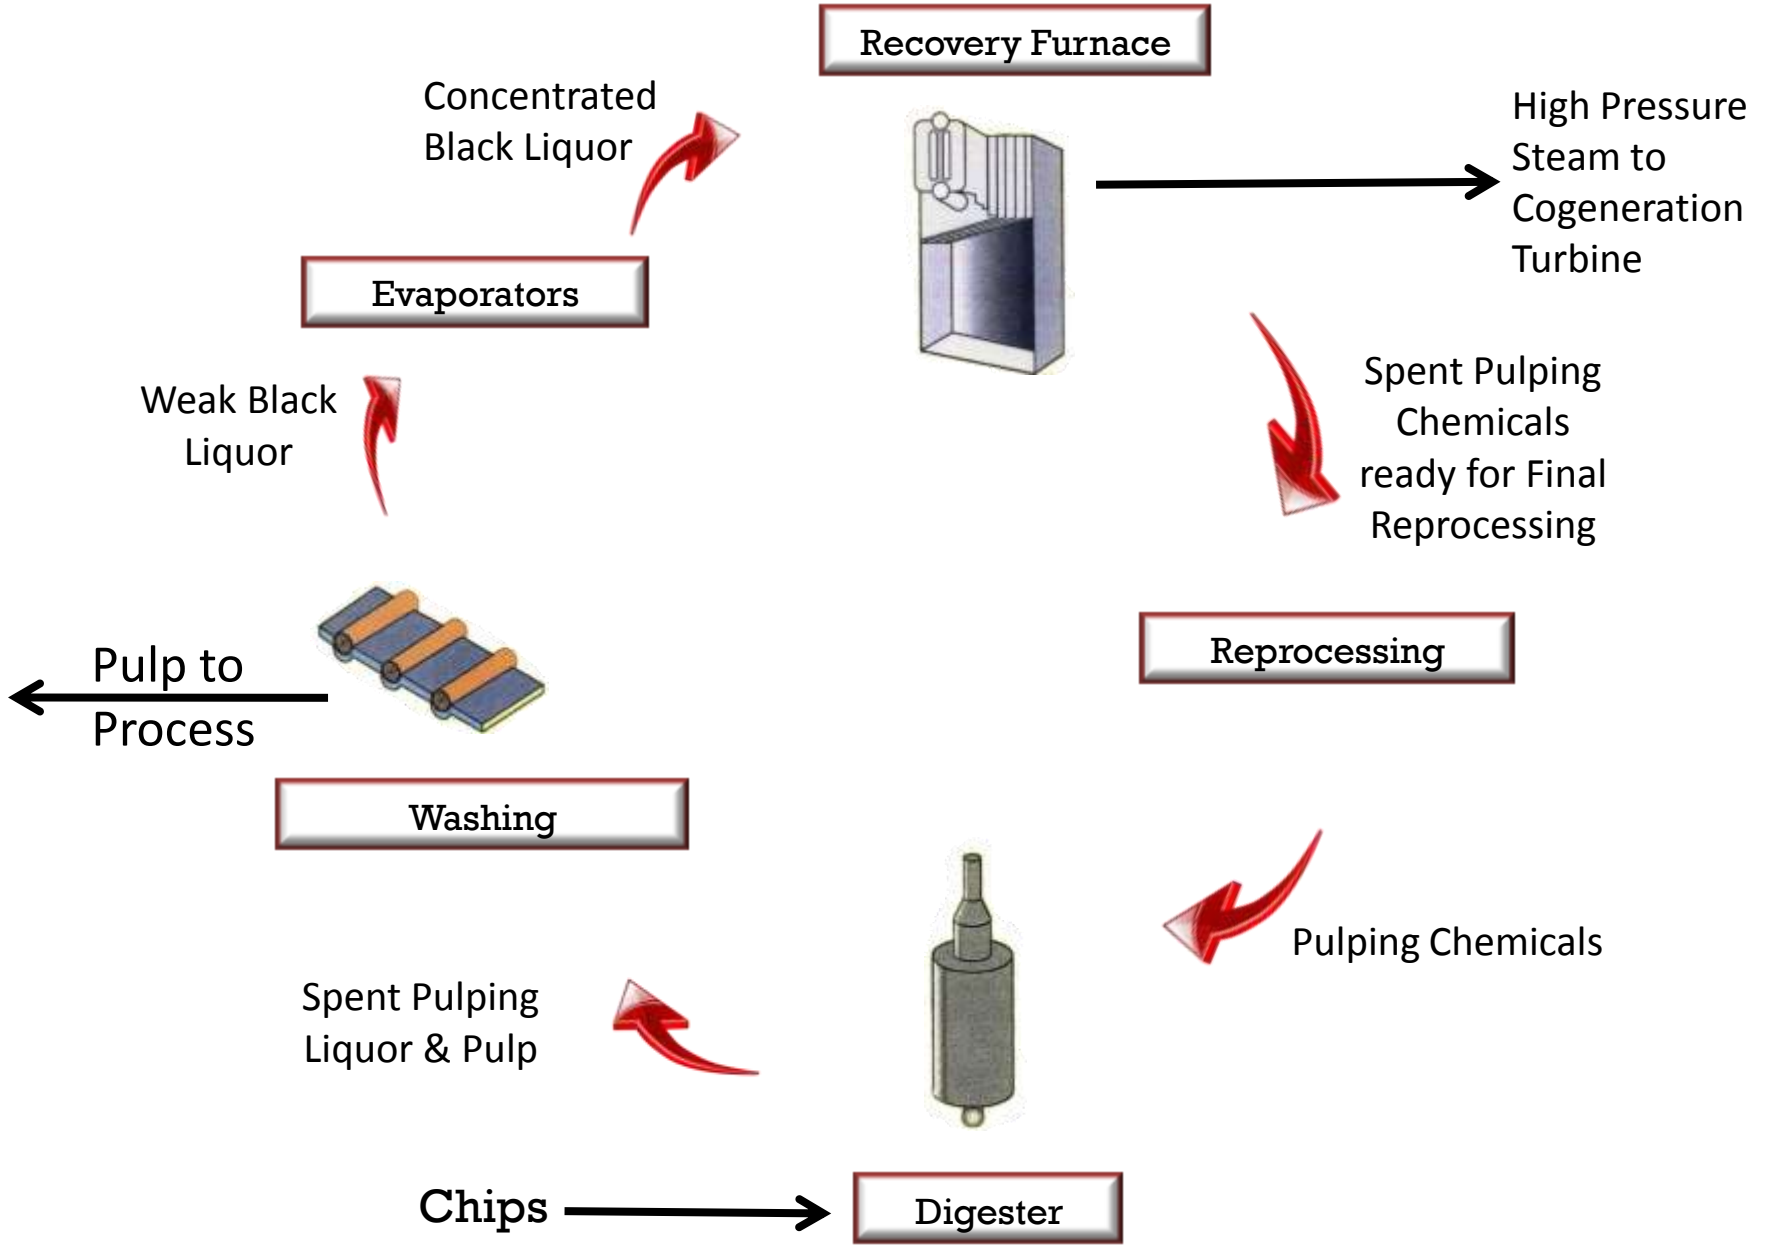 Recovery Furnace
Concentrated
Black Liquor
High Pressure
Steam to
Cogeneration
Turbine
Evaporators
Weak Black
Liquor
Spent Pulping
Chemicals
ready for Final
Reprocessing
Pulp to
Process
Reprocessing
Washing
Pulping Chemicals
Spent Pulping
Liquor & Pulp
Chips
Digester